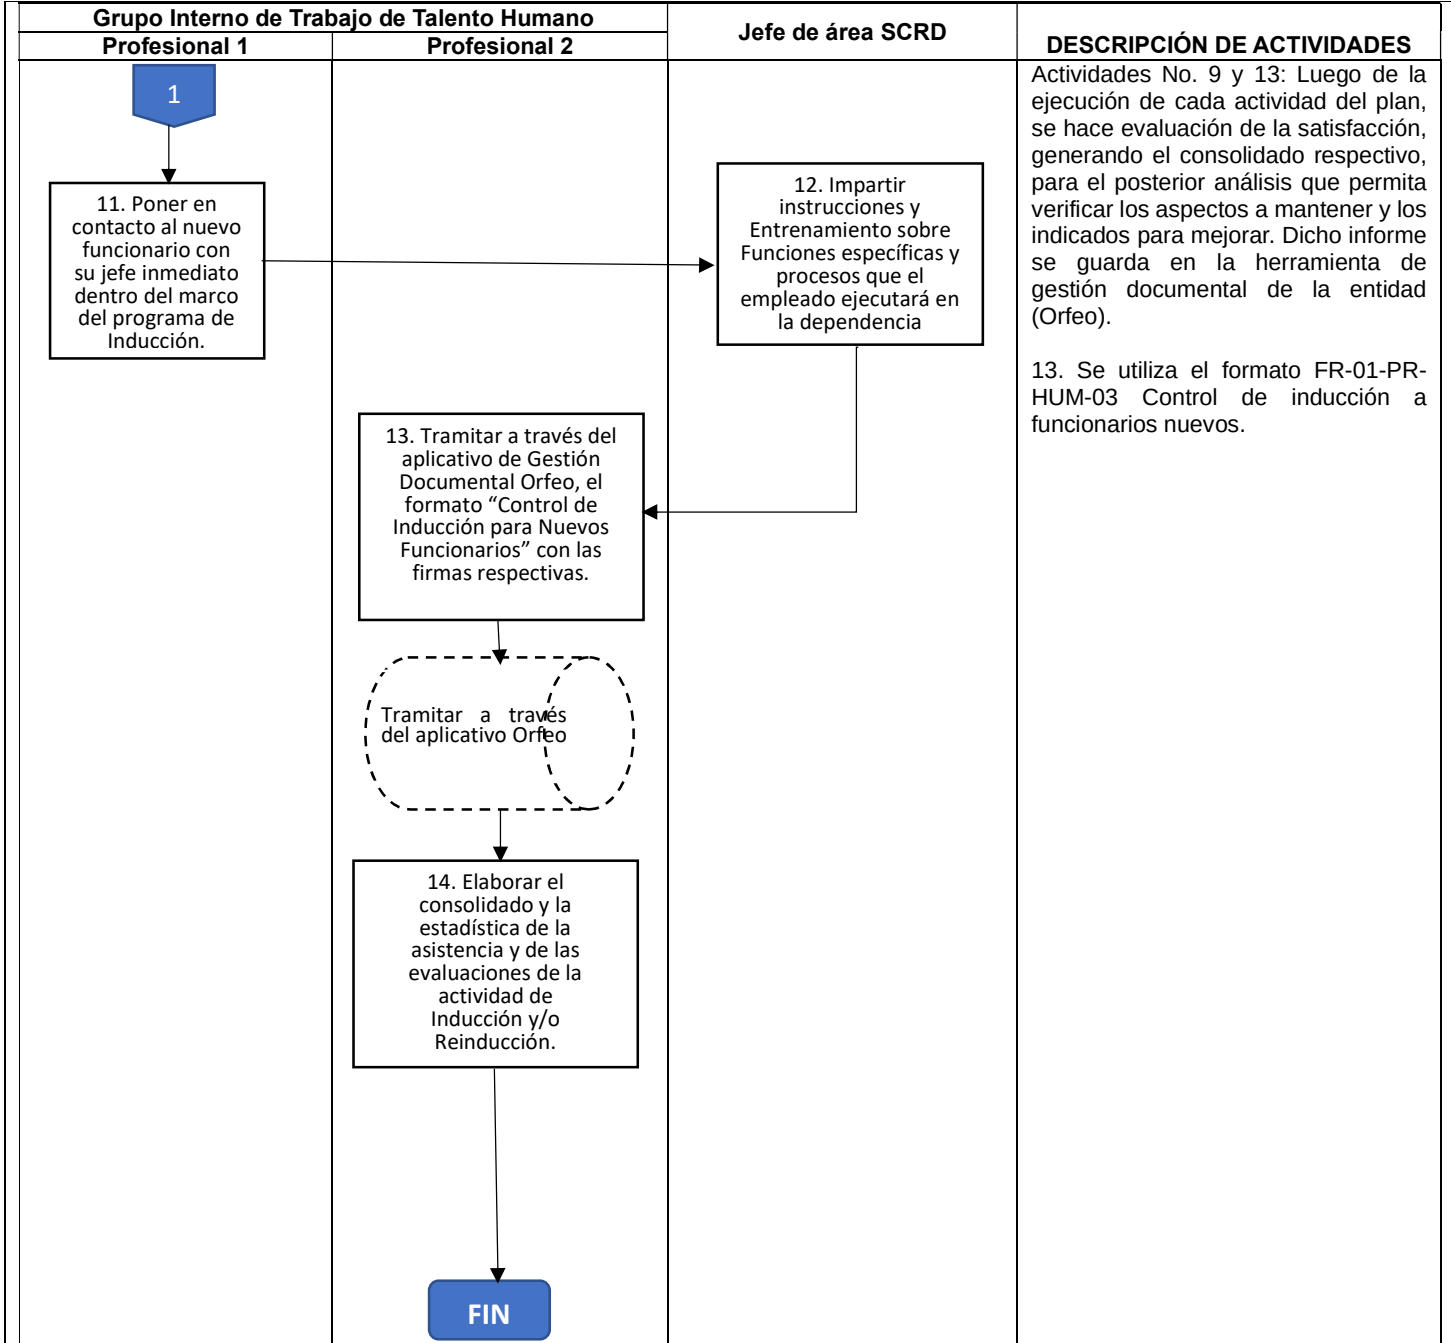 Grupo Interno de Trabajo de Talento Humano
Profesional 1
Profesional 2
Jefe de área SCRD
DESCRIPCIÓN DE ACTIVIDADES
1
11. Poner en
contacto al nuevo
funcionario con
su jefe inmediato
dentro del marco
del programa de
Inducción.
12. Impartir
instrucciones y
Entrenamiento sobre
Funciones específicas y
procesos que el
empleado ejecutará en
la dependencia
13. Tramitar a través del
aplicativo de Gestión
Documental Orfeo, el
formato “Control de
Inducción para Nuevos
Funcionarios” con las
firmas respectivas.
Tramitar a través
del aplicativo Orfeo
14. Elaborar el
consolidado y la
estadística de la
asistencia y de las
evaluaciones de la
actividad de
Inducción y/o
Reinducción.
FIN
Actividades No. 9 y 13: Luego de la
ejecución de cada actividad del plan,
se hace evaluación de la satisfacción,
generando el consolidado respectivo,
para el posterior análisis que permita
verificar los aspectos a mantener y los
indicados para mejorar. Dicho informe
se guarda en la herramienta de
gestión documental de la entidad
(Orfeo).
13. Se utiliza el formato FR-01-PR-
HUM-03 Control de inducción a
funcionarios nuevos.